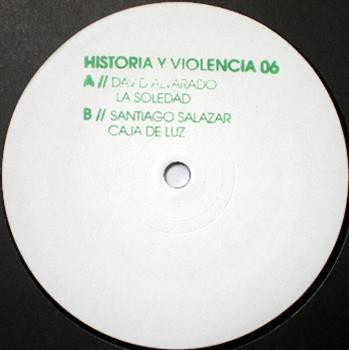 HISTORIA Y VIOLENCIA 06
A // DAVID ALVARADO
LA SOLEDAD
B // SANTIAGO SALAZAR
CAJA DE LUZ